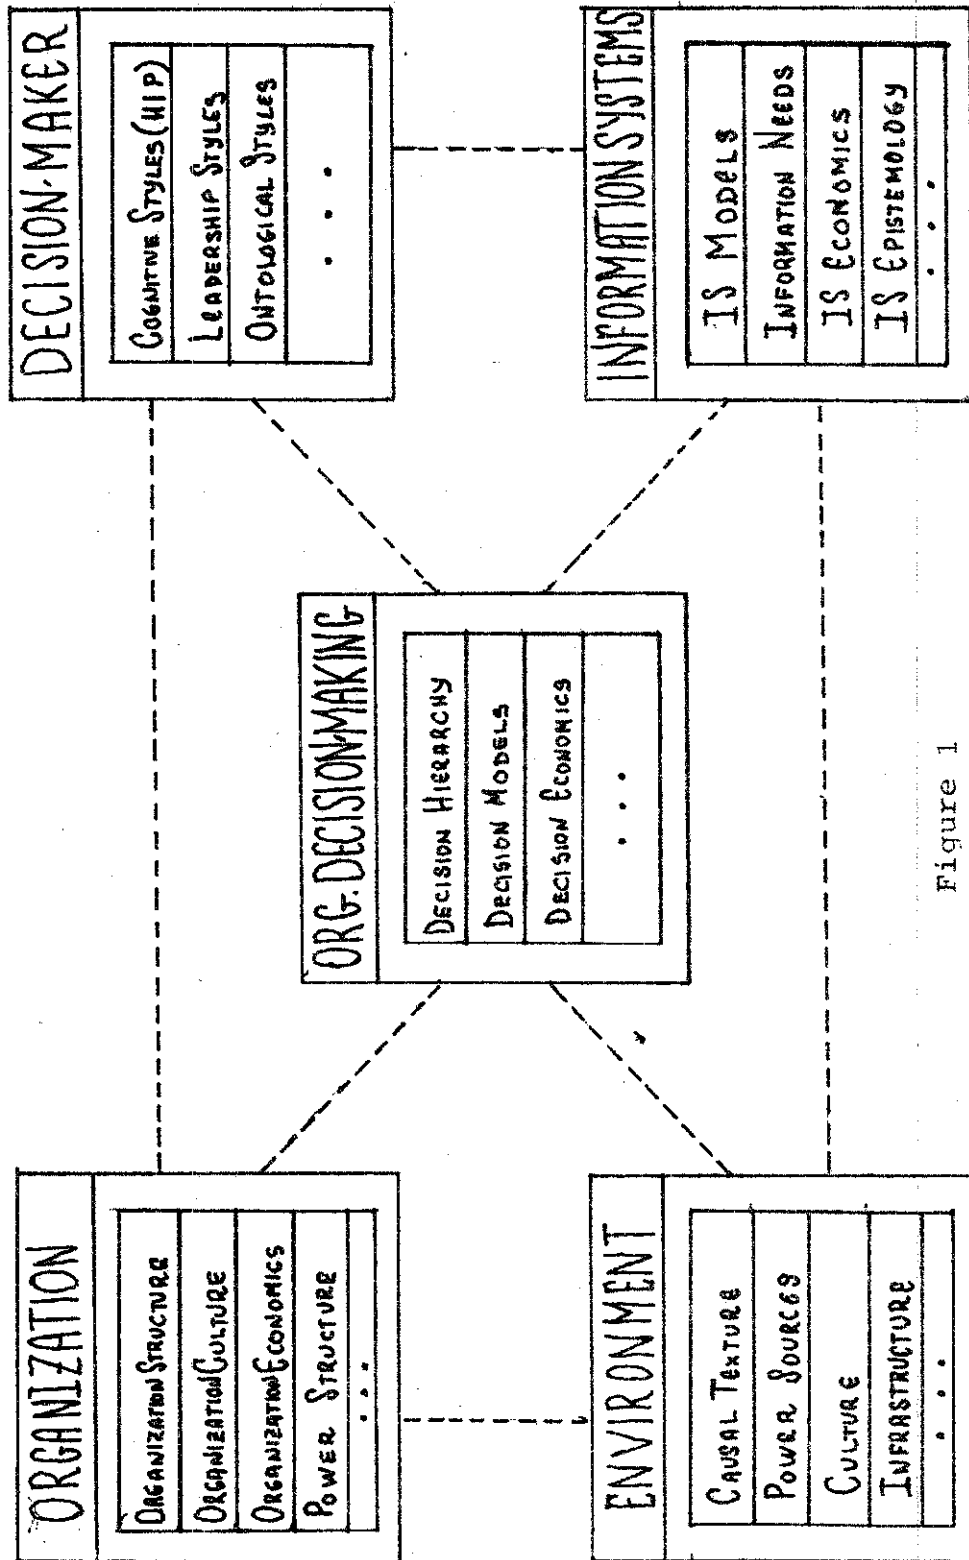 ORGANIZATION
ORGANIZATION STRUCTURE
ORGANIZATION CULTURE
ORGANIZATION ECONOMICS
POWER STRUCTURE
. . .
DECISION-MAKER
COGNITIVE STYLES (HIP)
LEADERSHIP STYLES
ONTOLOGICAL STYLES
. . .
ORG. DECISION-MAKING
DECISION HIERARCHY
DECISION MODELS
DECISION ECONOMICS
. . .
ENVIRONMENT
CAUSAL TEXTURE
POWER SOURCES
CULTURE
INFRASTRUCTURE
. . .
INFORMATION SYSTEMS
IS MODELS
INFORMATION NEEDS
IS ECONOMICS
IS EPISTEMOLOGY
. . .
Figure 1